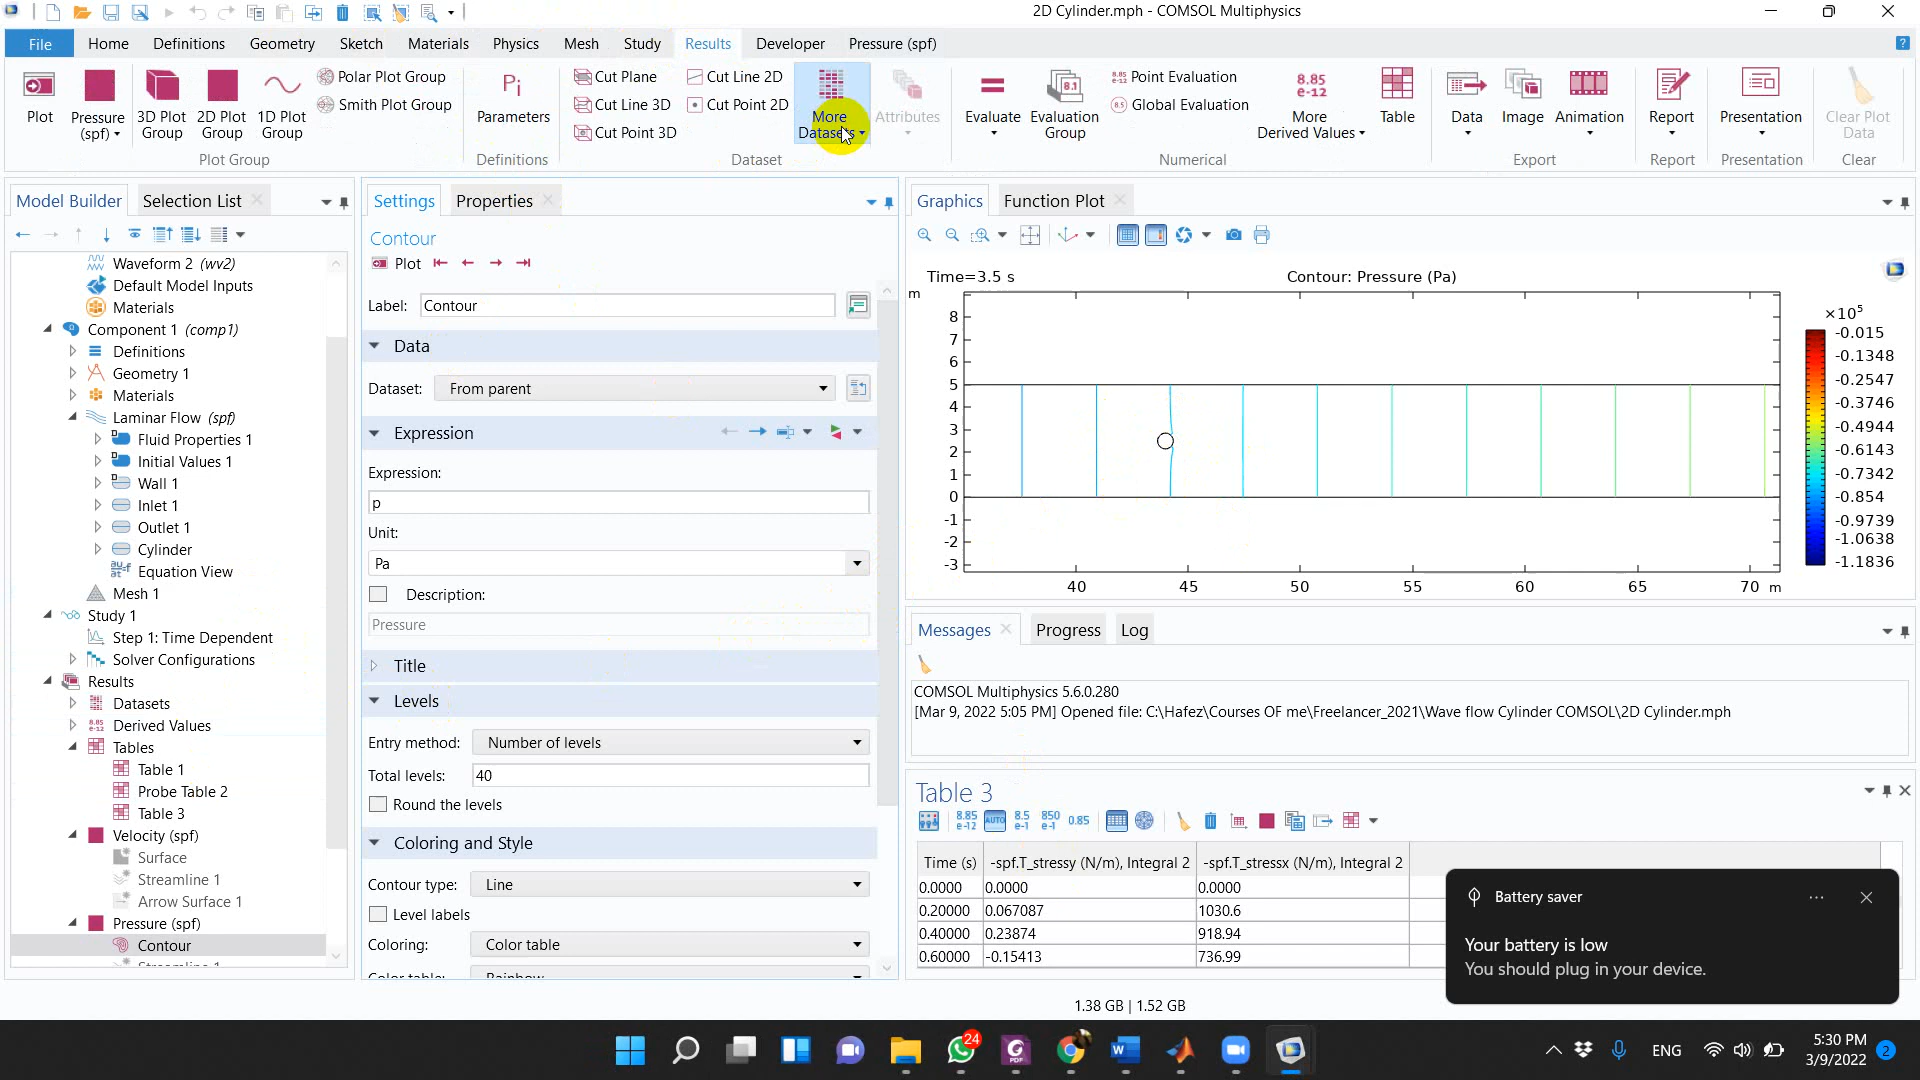 2D Cylinder.mph - COMSOL Multiphysics
File Home Definitions Geometry Sketch Materials Physics Mesh Study Results Developer Pressure (spf)
Plot
Pressure
(spf)
3D Plot
Group
2D Plot
Group
1D Plot
Group
Polar Plot Group
Smith Plot Group
Plot Group
Pi
Parameters
Definitions
Cut Plane
Cut Line 3D
Cut Point 3D
Cut Line 2D
Cut Point 2D
More
Datasets
Attributes
Dataset
Evaluate
Evaluation
Group
Point Evaluation
Global Evaluation
More
Derived Values
Table
Numerical
Data
Image
Animation
Export
Report
Report
Presentation
Presentation
Clear Plot
Data
Clear
Model Builder
Selection List
Waveform 2 (wv2)
Default Model Inputs
Materials
Component 1 (comp1)
Definitions
Geometry 1
Materials
Laminar Flow (spf)
Fluid Properties 1
Initial Values 1
Wall 1
Inlet 1
Outlet 1
Cylinder
Equation View
Mesh 1
Study 1
Step 1: Time Dependent
Solver Configurations
Results
Datasets
Derived Values
Tables
Table 1
Probe Table 2
Table 3
Velocity (spf)
Surface
Streamline 1
Arrow Surface 1
Pressure (spf)
Contour
Streamline 1
Settings
Properties
Contour
Plot
Label: Contour
Data
Dataset: From parent
Expression
Expression:
p
Unit:
Pa
Description:
Pressure
Title
Levels
Entry method: Number of levels
Total levels: 40
Round the levels
Coloring and Style
Contour type: Line
Level labels
Coloring: Color table
Color table: Rainbow
Graphics
Function Plot
Time=3.5 s
Contour: Pressure (Pa)
m
8
7
6
5
4
3
2
1
0
-1
-2
-3
40 45 50 55 60 65 70 m
×10⁵
-0.015
-0.1348
-0.2547
-0.3746
-0.4944
-0.6143
-0.7342
-0.854
-0.9739
-1.0638
-1.1836
Messages
Progress
Log
COMSOL Multiphysics 5.6.0.280
[Mar 9, 2022 5:05 PM] Opened file: C:\Hafez\Courses OF me\Freelancer_2021\Wave flow Cylinder COMSOL\2D Cylinder.mph
Table 3
8.85 e-12 AUTO 8.5 e-1 850 e-1 0.85
Time (s) -spf.T_stressy (N/m), Integral 2 -spf.T_stressx (N/m), Integral 2
0.0000 0.0000 0.0000
0.20000 0.067087 1030.6
0.40000 0.23874 918.94
0.60000 -0.15413 736.99
Battery saver
Your battery is low
You should plug in your device.
1.38 GB | 1.52 GB
24
ENG
5:30 PM
3/9/2022
2